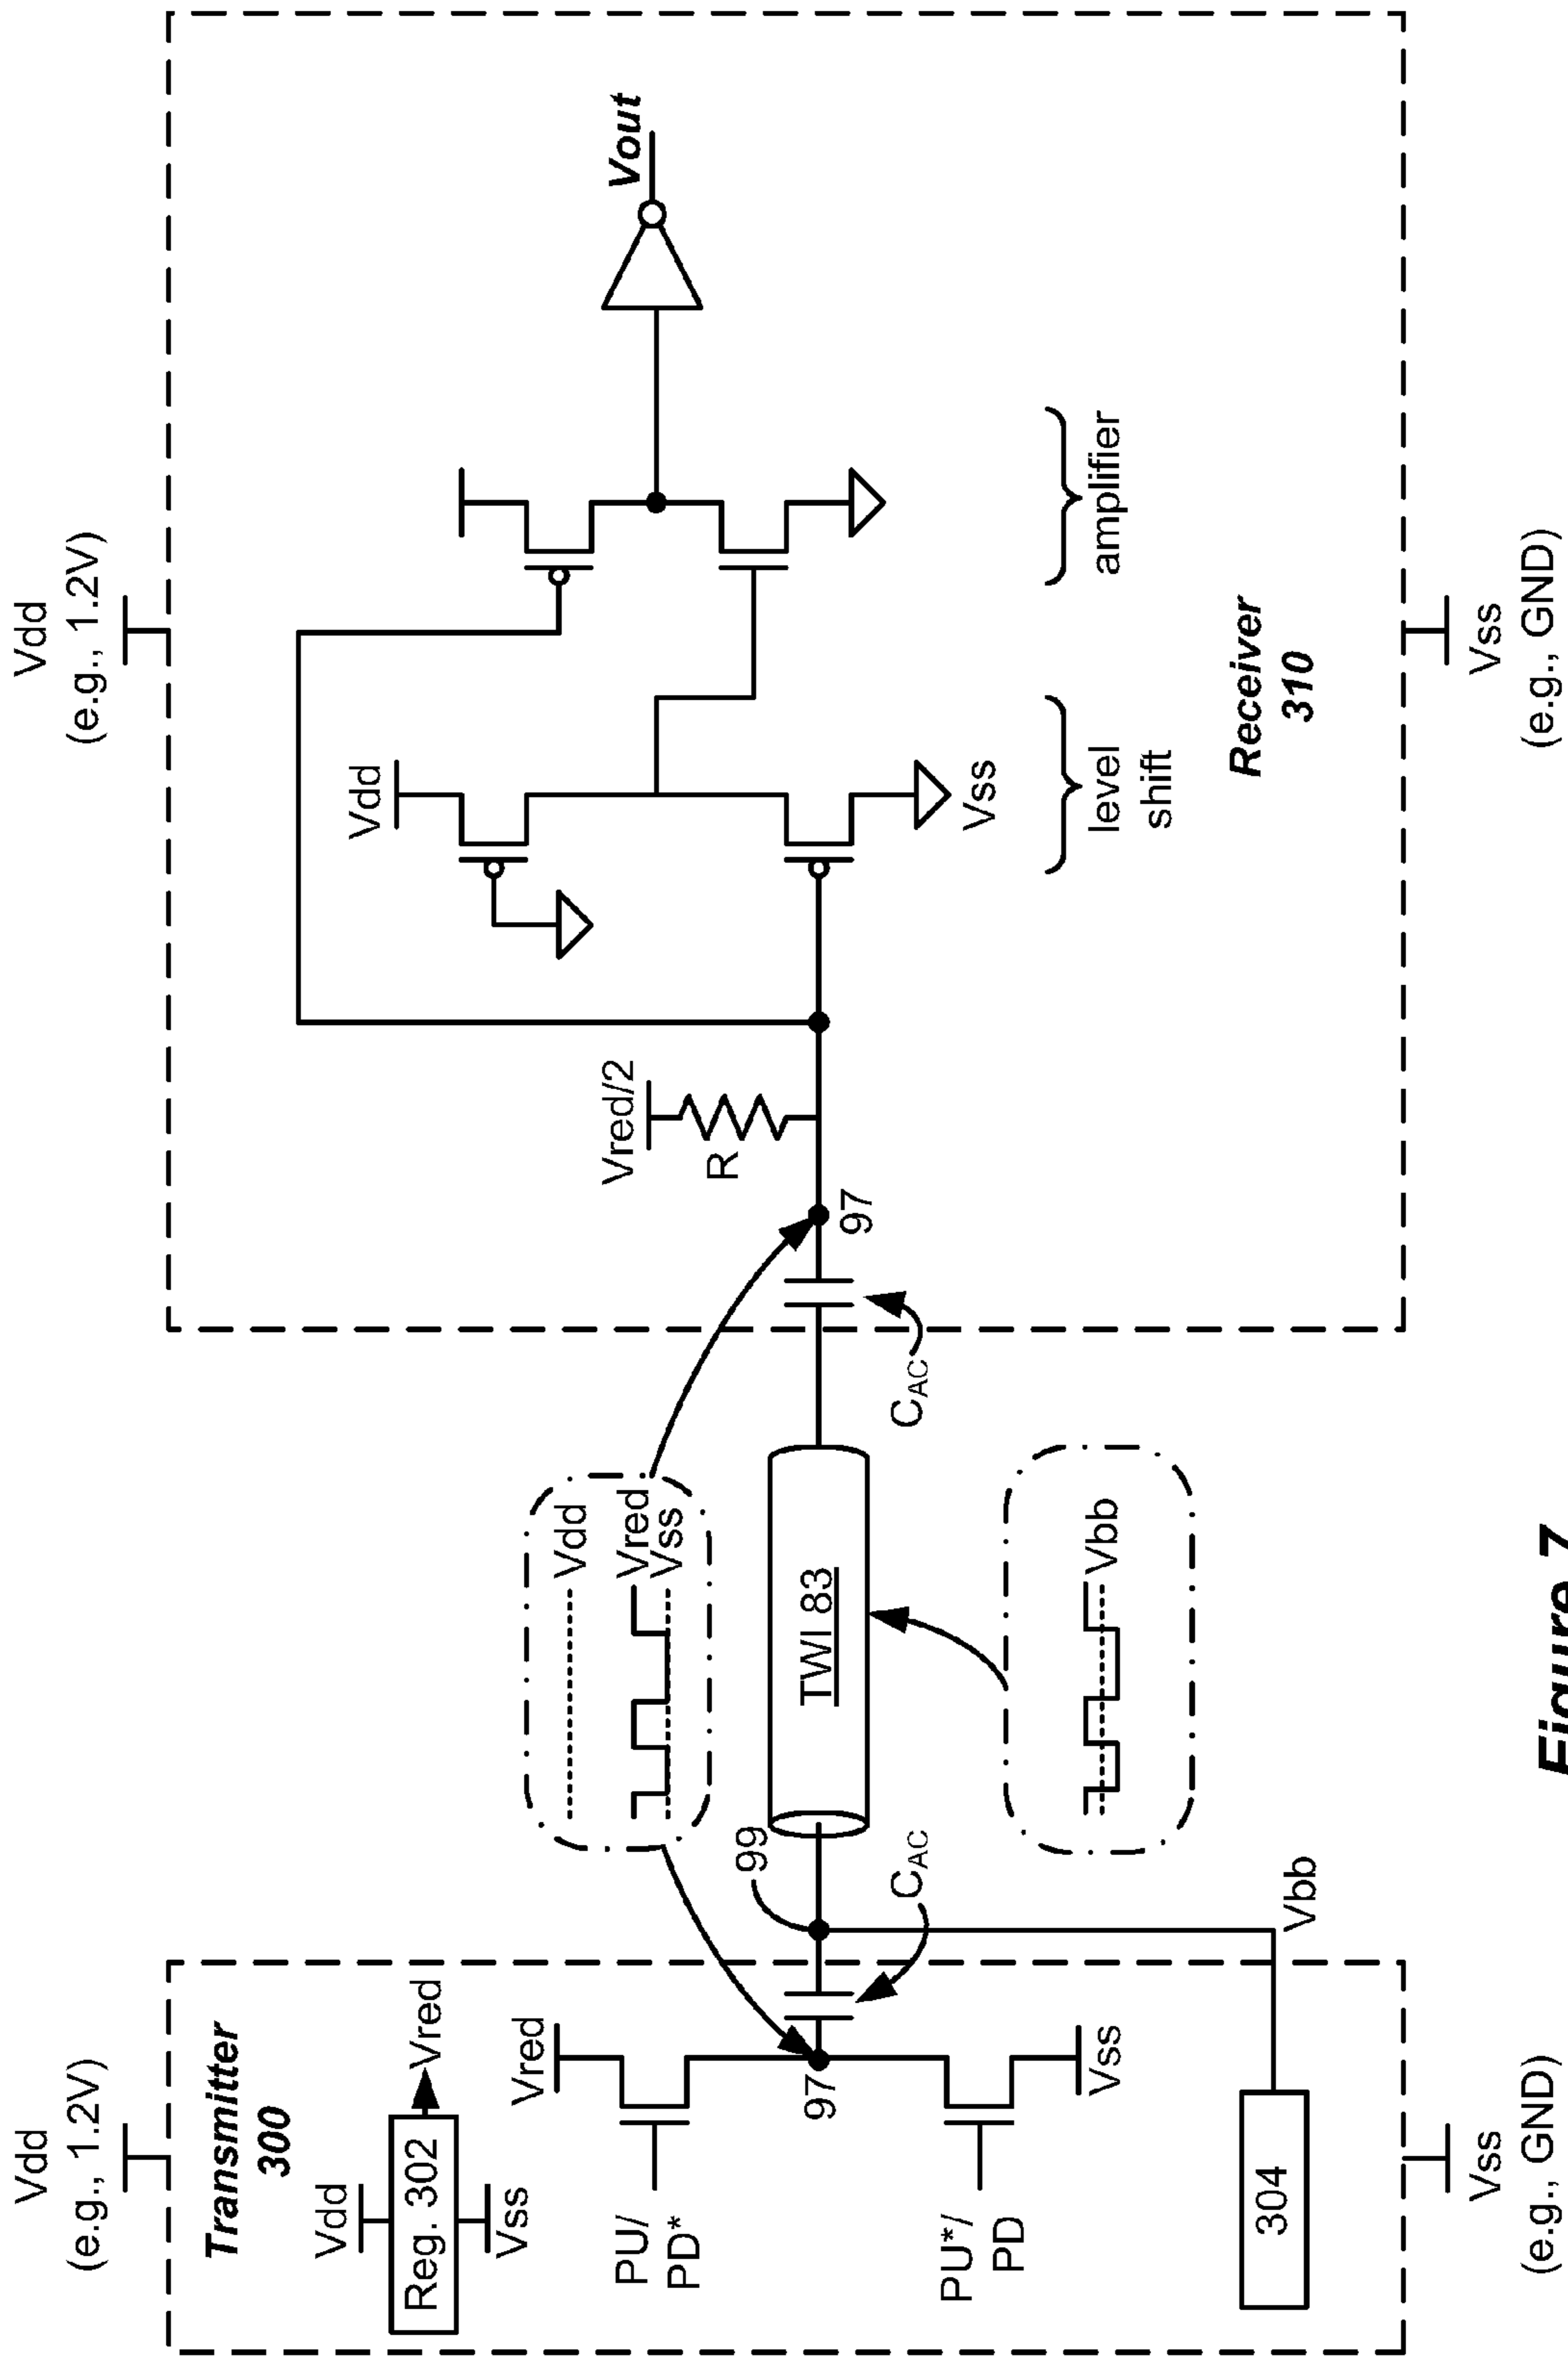 Vdd
(e.g., 1.2V)
Vdd
(e.g., 1.2V)
Transmitter
300
Vdd
Reg. 302
Vred
Vss
Vred
PU/
PD*
97
PU*/
PD
Vss
304
Vbb
99
CAC
Vdd
Vred
Vss
TWI 83
Vbb
CAC
97
Vred/2
R
Vdd
Vss
level
shift
amplifier
Vout
Receiver
310
Vss
(e.g., GND)
Vss
(e.g., GND)
Figure 7